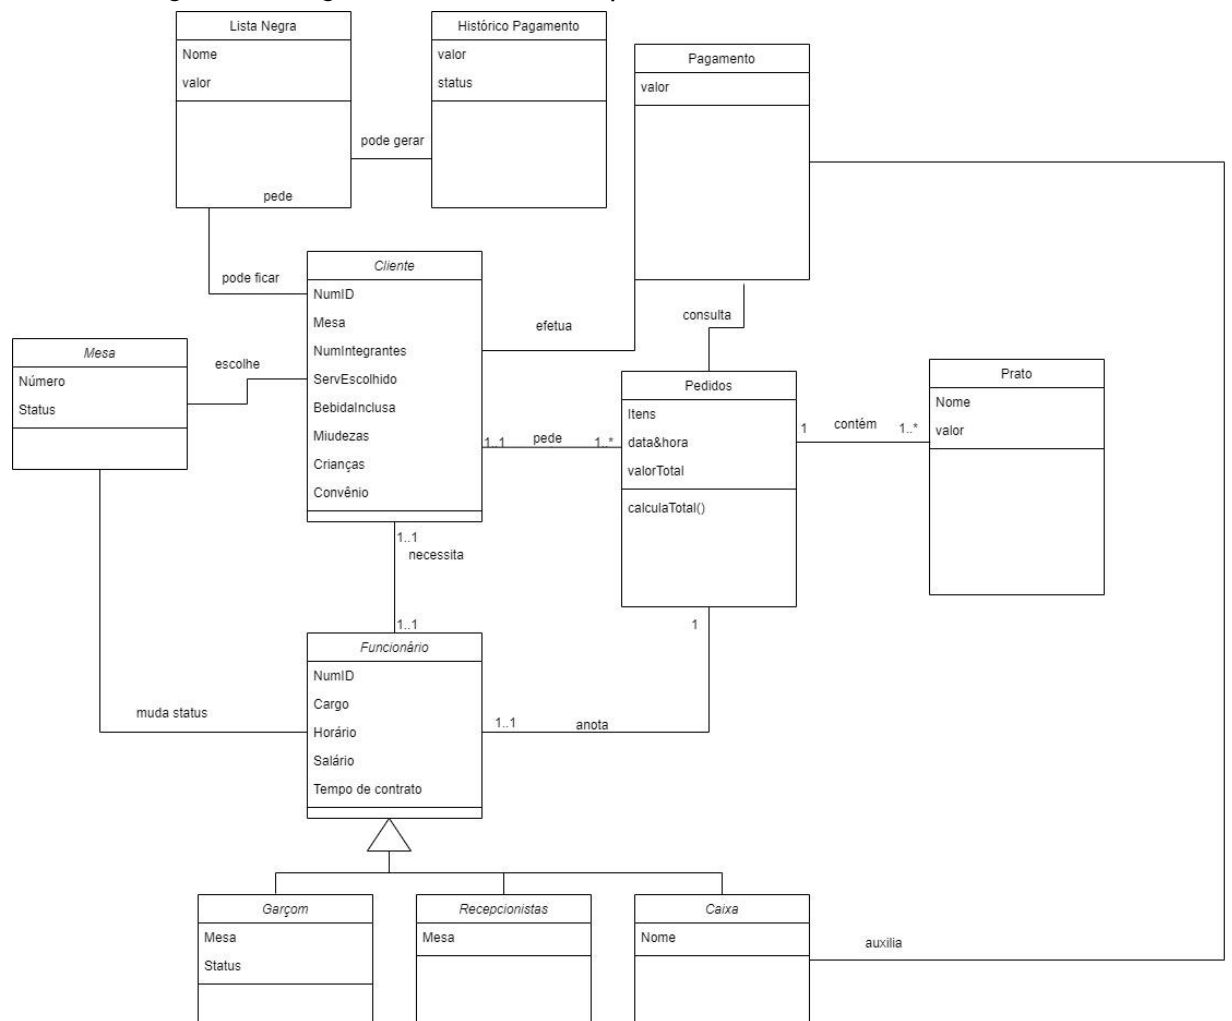 Lista Negra
Nome
valor
Histórico Pagamento
valor
status
Pagamento
valor
pode gerar
pede
pode ficar
Cliente
NumID
Mesa
NumIntegrantes
ServEscolhido
BebidaInclusa
Miudezas
Crianças
Convênio
efetua
consulta
Mesa
Número
Status
escolhe
Pedidos
Itens
data&hora
valorTotal
calculaTotal()
Prato
Nome
valor
1 contém 1..*
1..1 pede 1..*
1..1
necessita
1..1
Funcionário
NumID
Cargo
Horário
Salário
Tempo de contrato
1
muda status
1..1 anota
Garçom
Mesa
Status
Recepcionistas
Mesa
Caixa
Nome
auxilia